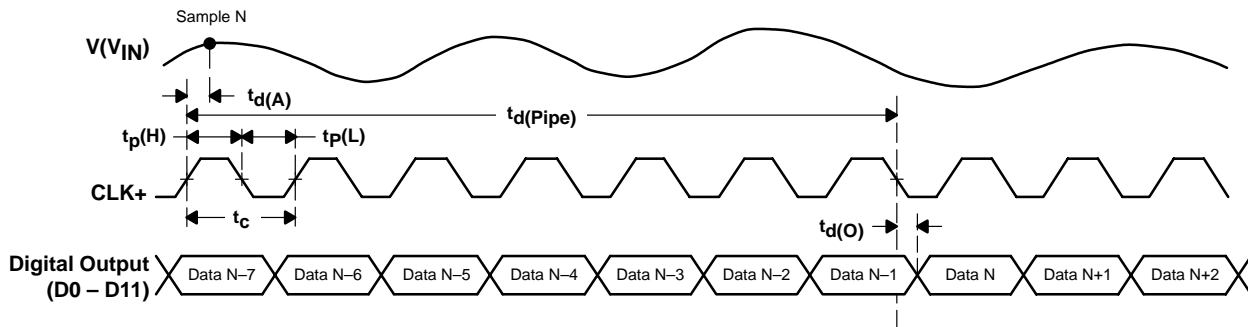 Sample N
V(VIN)
td(A)
td(Pipe)
tp(H)
tP(L)
CLK+
tc
td(O)
Digital Output
(D0 – D11)
Data N–7 Data N–6 Data N–5 Data N–4 Data N–3 Data N–2 Data N–1 Data N Data N+1 Data N+2